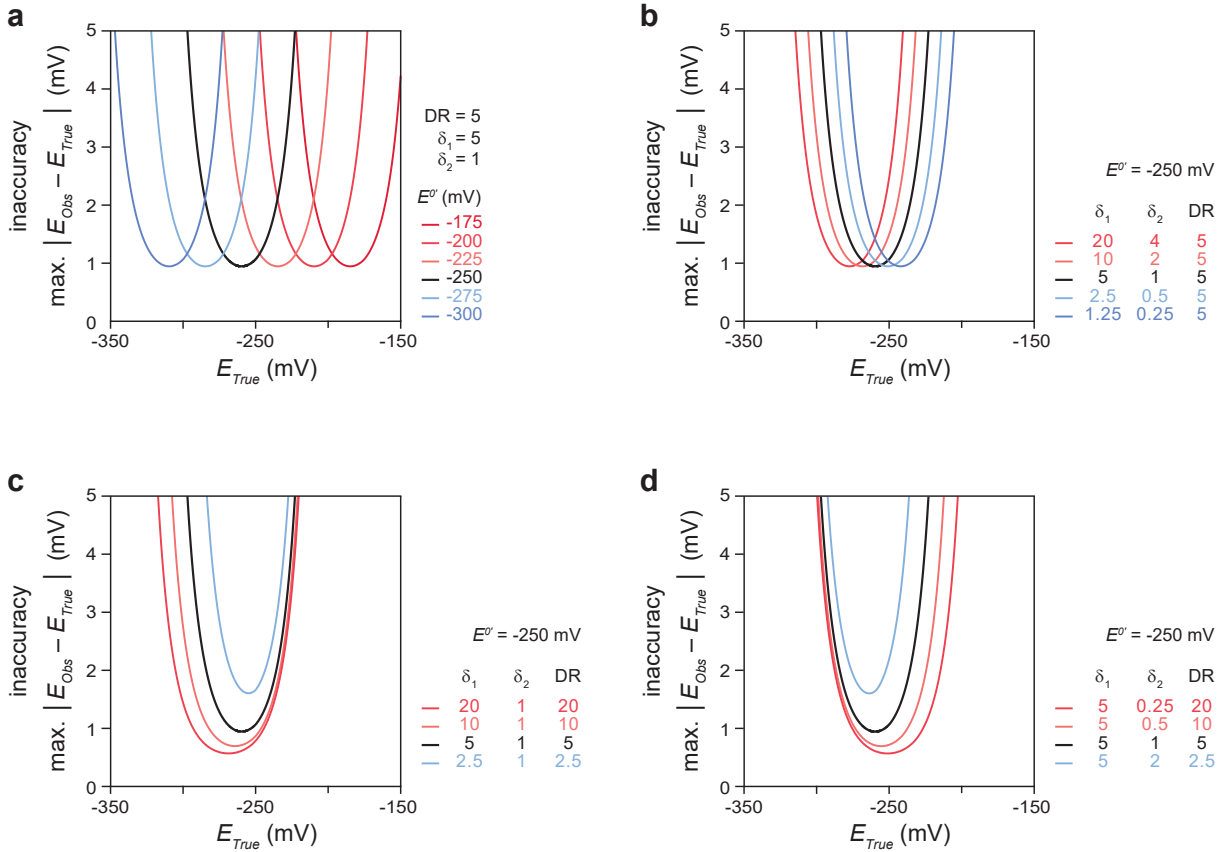 a
inaccuracy
max. | E_Obs – E_True | (mV)
5
4
3
2
1
0
-350
-250
-150
E_True (mV)
DR = 5
δ1 = 5
δ2 = 1
E0' (mV)
-175
-200
-225
-250
-275
-300
b
inaccuracy
max. | E_Obs – E_True | (mV)
5
4
3
2
1
0
-350
-250
-150
E_True (mV)
E0' = -250 mV
δ1 δ2 DR
20 4 5
10 2 5
5 1 5
2.5 0.5 5
1.25 0.25 5
c
inaccuracy
max. | E_Obs – E_True | (mV)
5
4
3
2
1
0
-350
-250
-150
E_True (mV)
E0' = -250 mV
δ1 δ2 DR
20 1 20
10 1 10
5 1 5
2.5 1 2.5
d
inaccuracy
max. | E_Obs – E_True | (mV)
5
4
3
2
1
0
-350
-250
-150
E_True (mV)
E0' = -250 mV
δ1 δ2 DR
5 0.25 20
5 0.5 10
5 1 5
5 2 2.5